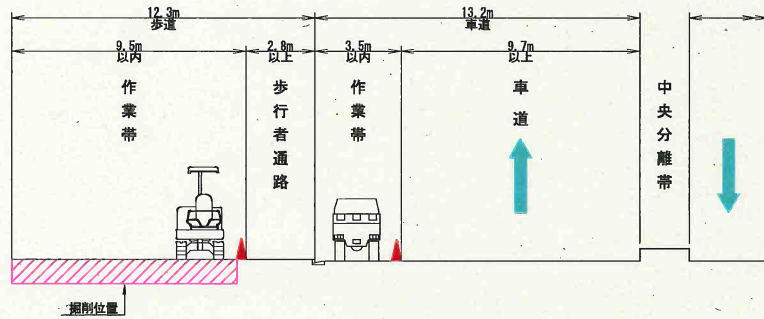 12.3m
歩道
13.2m
車道
9.5m
以内
2.8m
以上
3.5m
以内
9.7m
以上
作業帯
歩行者通路
作業帯
車道
中央分離帯
掘削位置